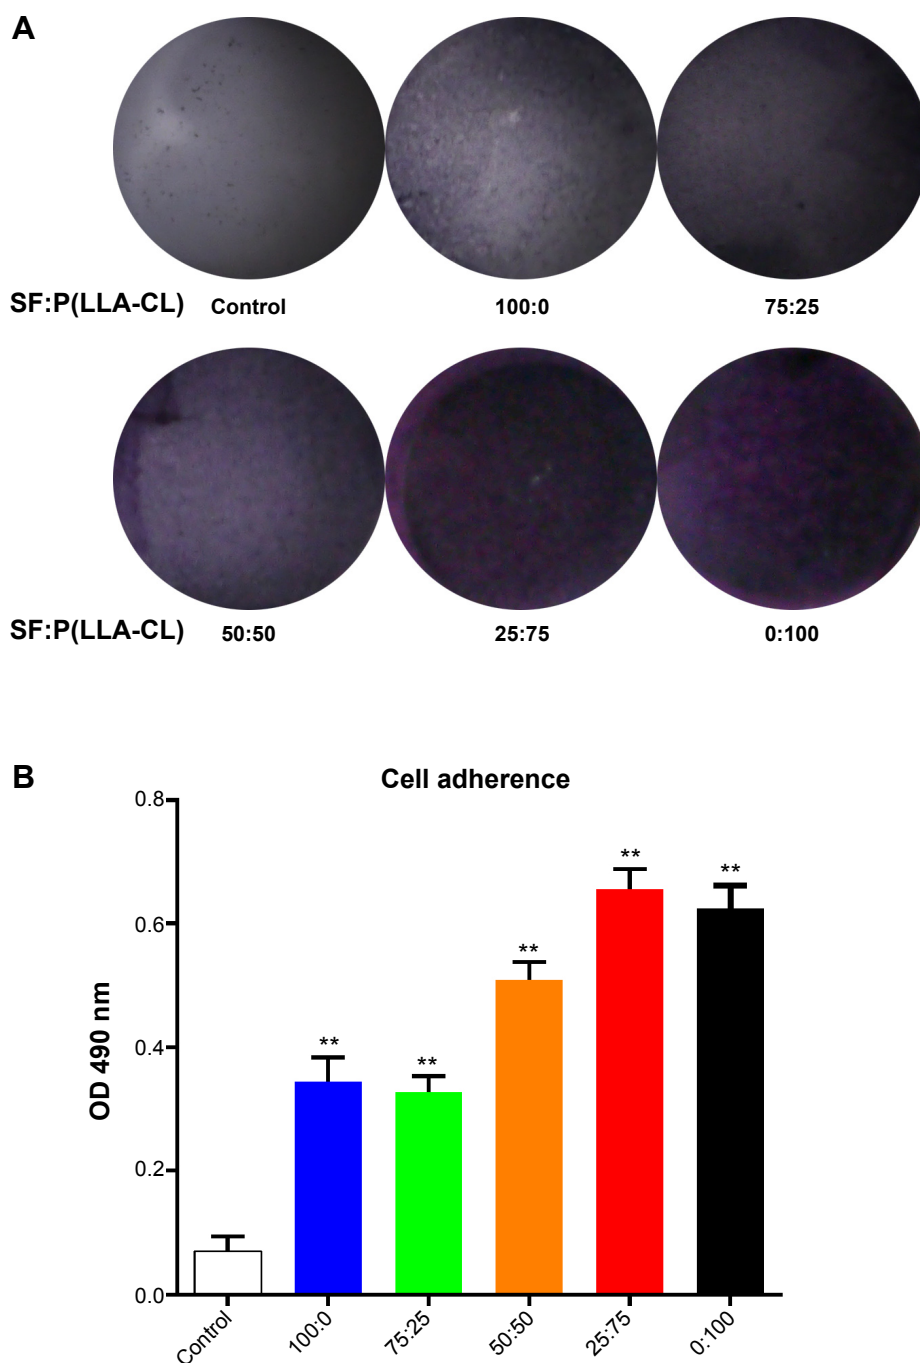 A
SF:P(LLA-CL) Control 100:0 75:25
SF:P(LLA-CL) 50:50 25:75 0:100
B
Cell adherence
OD 490 nm
0.8
0.6
0.4
0.2
0.0
** ** ** ** **
Control 100:0 75:25 50:50 25:75 0:100